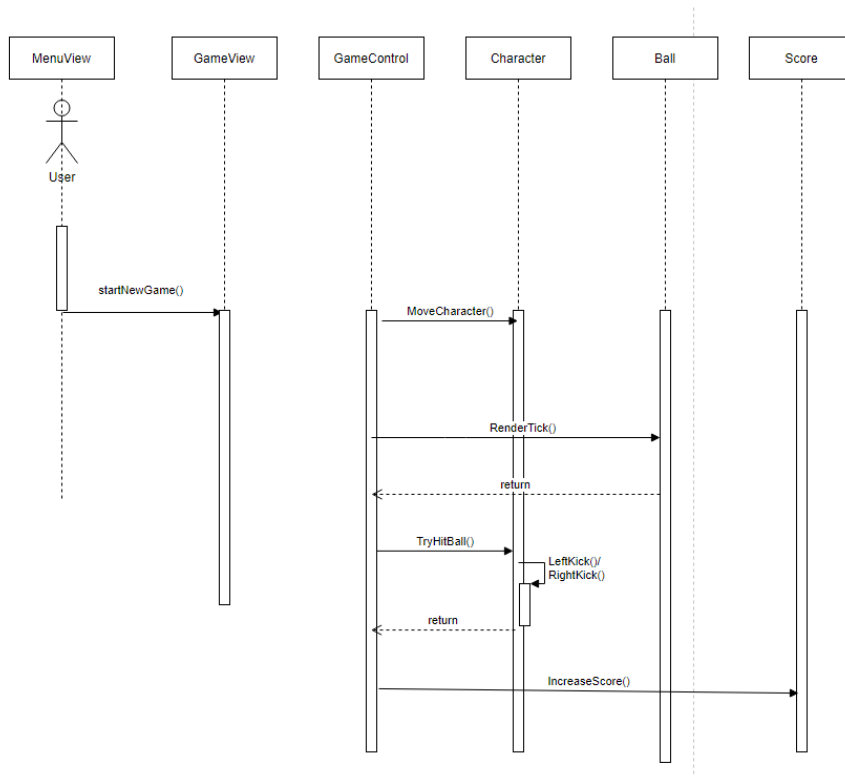 MenuView
GameView
GameControl
Character
Ball
Score
User
startNewGame()
MoveCharacter()
RenderTick()
return
TryHitBall()
LeftKick()/
RightKick()
return
IncreaseScore()